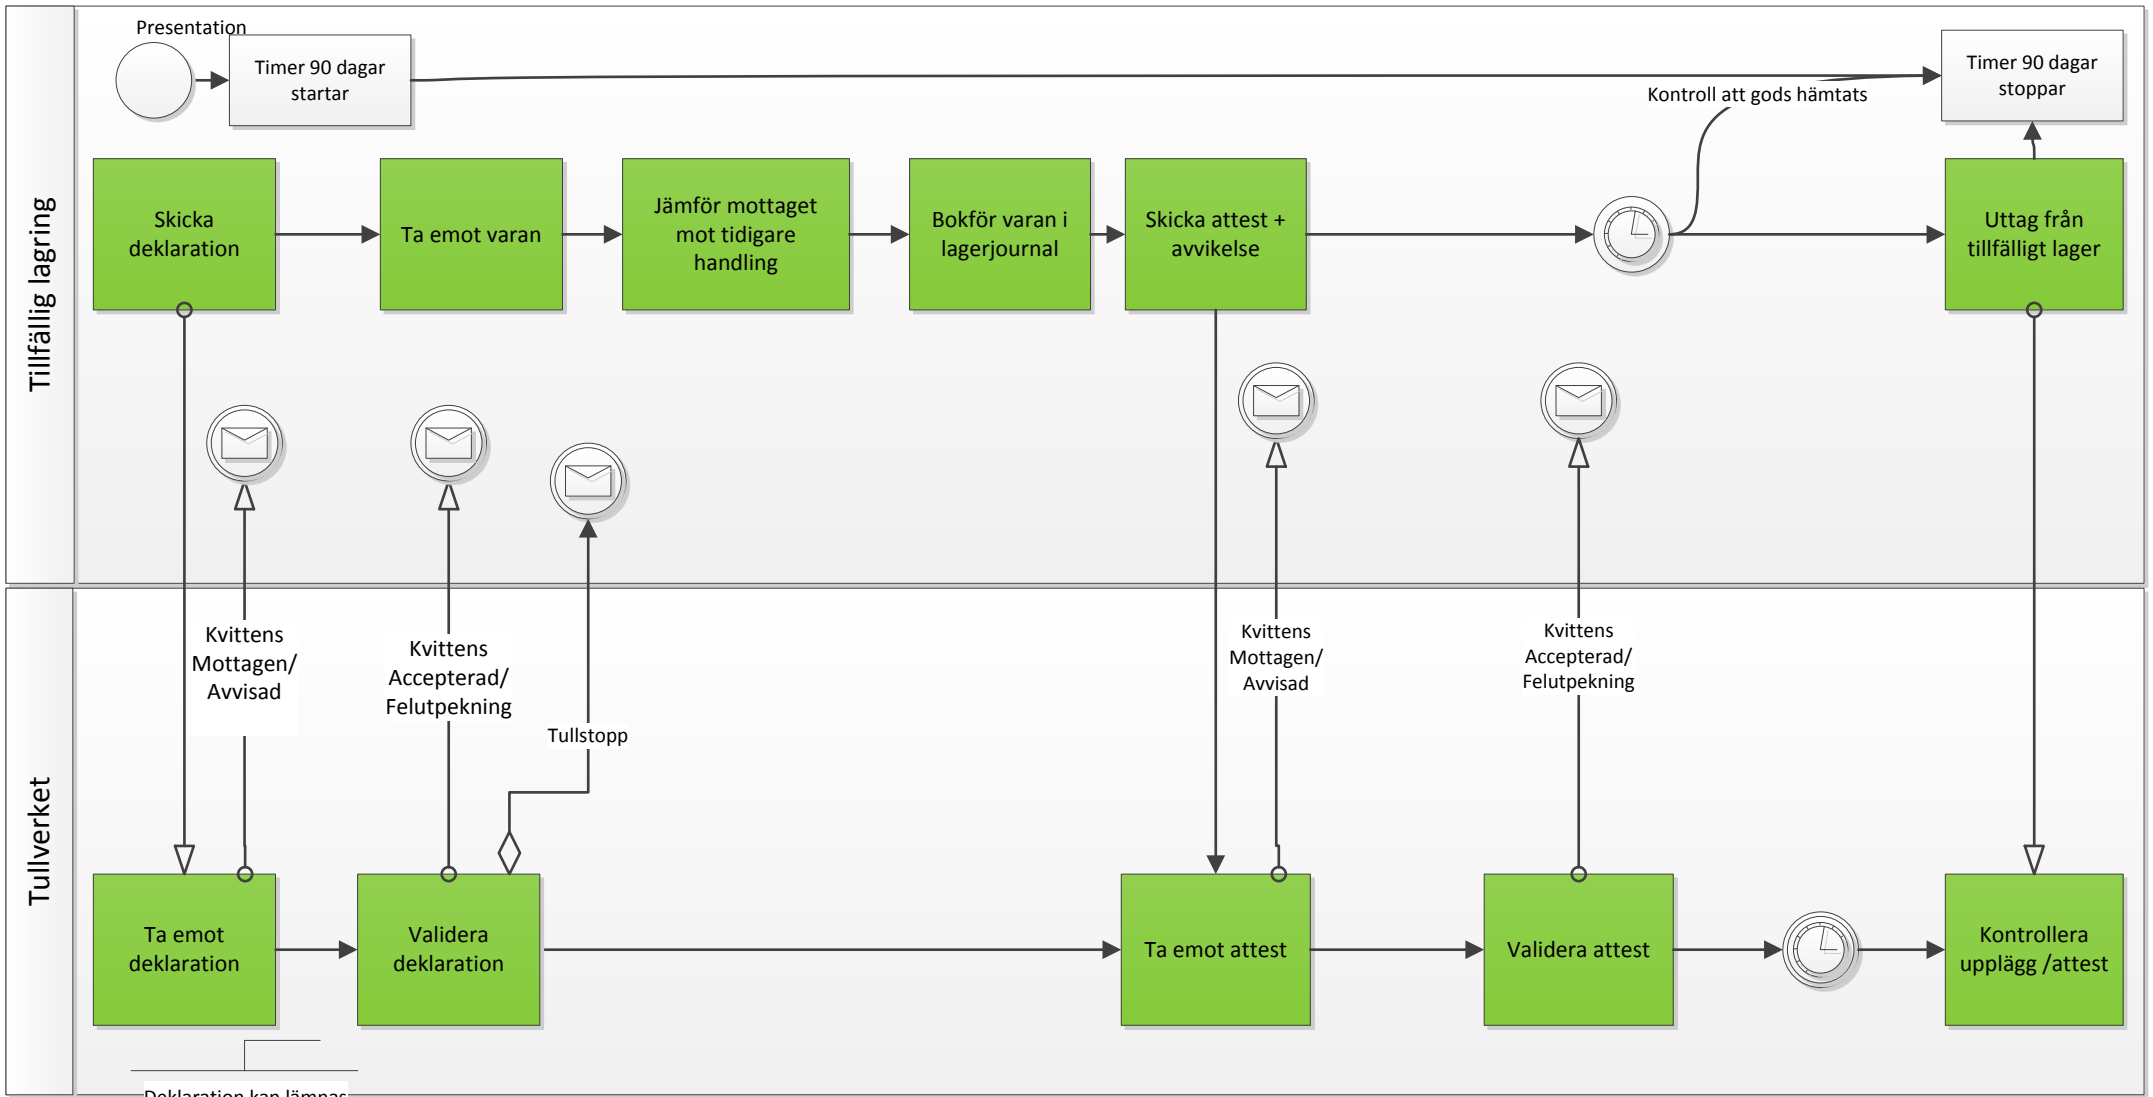 Tillfällig lagring
Presentation
Timer 90 dagar
startar
Timer 90 dagar
stoppar
Kontroll att gods hämtats
Skicka
deklaration
Ta emot varan
Jämför mottaget
mot tidigare
handling
Bokför varan i
lagerjournal
Skicka attest +
avvikelse
Uttag från
tillfälligt lager
Tullverket
Kvittens
Mottagen/
Avvisad
Kvittens
Accepterad/
Felutpekning
Tullstopp
Kvittens
Mottagen/
Avvisad
Kvittens
Accepterad/
Felutpekning
Ta emot
deklaration
Validera
deklaration
Ta emot attest
Validera attest
Kontrollera
upplägg /attest
Deklaration kan lämnas